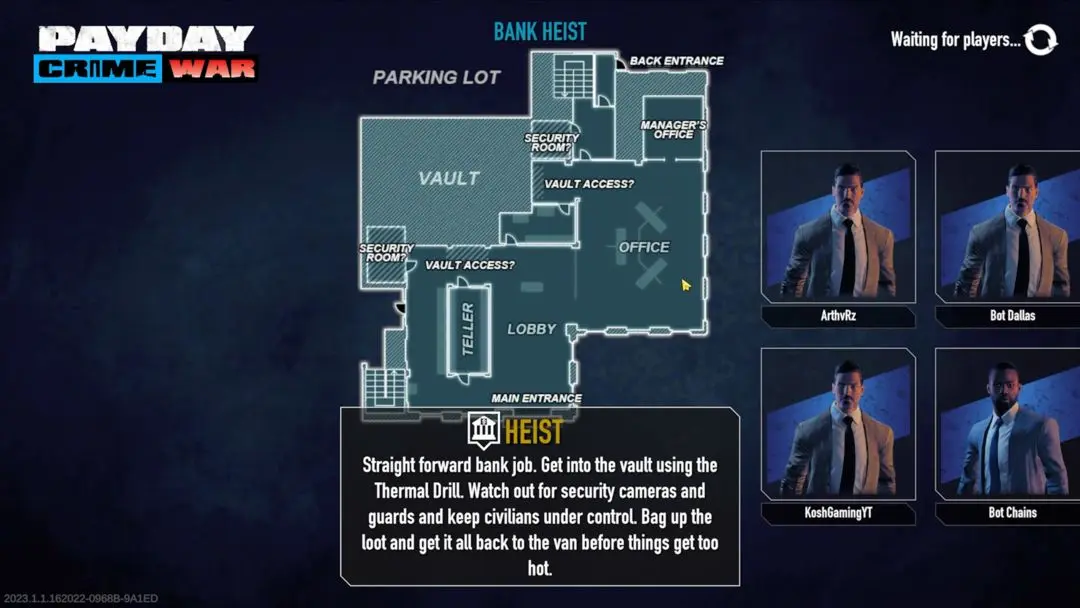 PAYDAY
CRIME WAR
BANK HEIST
Waiting for players...
PARKING LOT
BACK ENTRANCE
MANAGER'S
OFFICE
SECURITY
ROOM?
VAULT
VAULT ACCESS?
OFFICE
SECURITY
ROOM?
VAULT ACCESS?
TELLER
LOBBY
MAIN ENTRANCE
ArthvRz
Bot Dallas
KoshGamingYT
Bot Chains
HEIST
Straight forward bank job. Get into the vault using the
Thermal Drill. Watch out for security cameras and
guards and keep civilians under control. Bag up the
loot and get it all back to the van before things get too
hot.
2023.1.1.162022-0968B-9A1ED